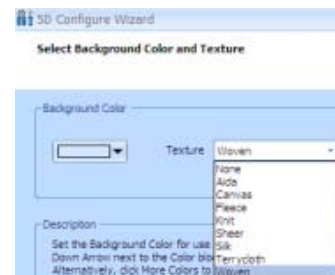 5D Configure Wizard
Select Background Color and Texture
Background Color
Texture Woven
None
Aida
Canvas
Fleece
Knit
Sheer
Silk
Terrycloth
Woven
Description
Set the Background Color for use
Down Arrow next to the Color blo
Alternatively, click More Colors to